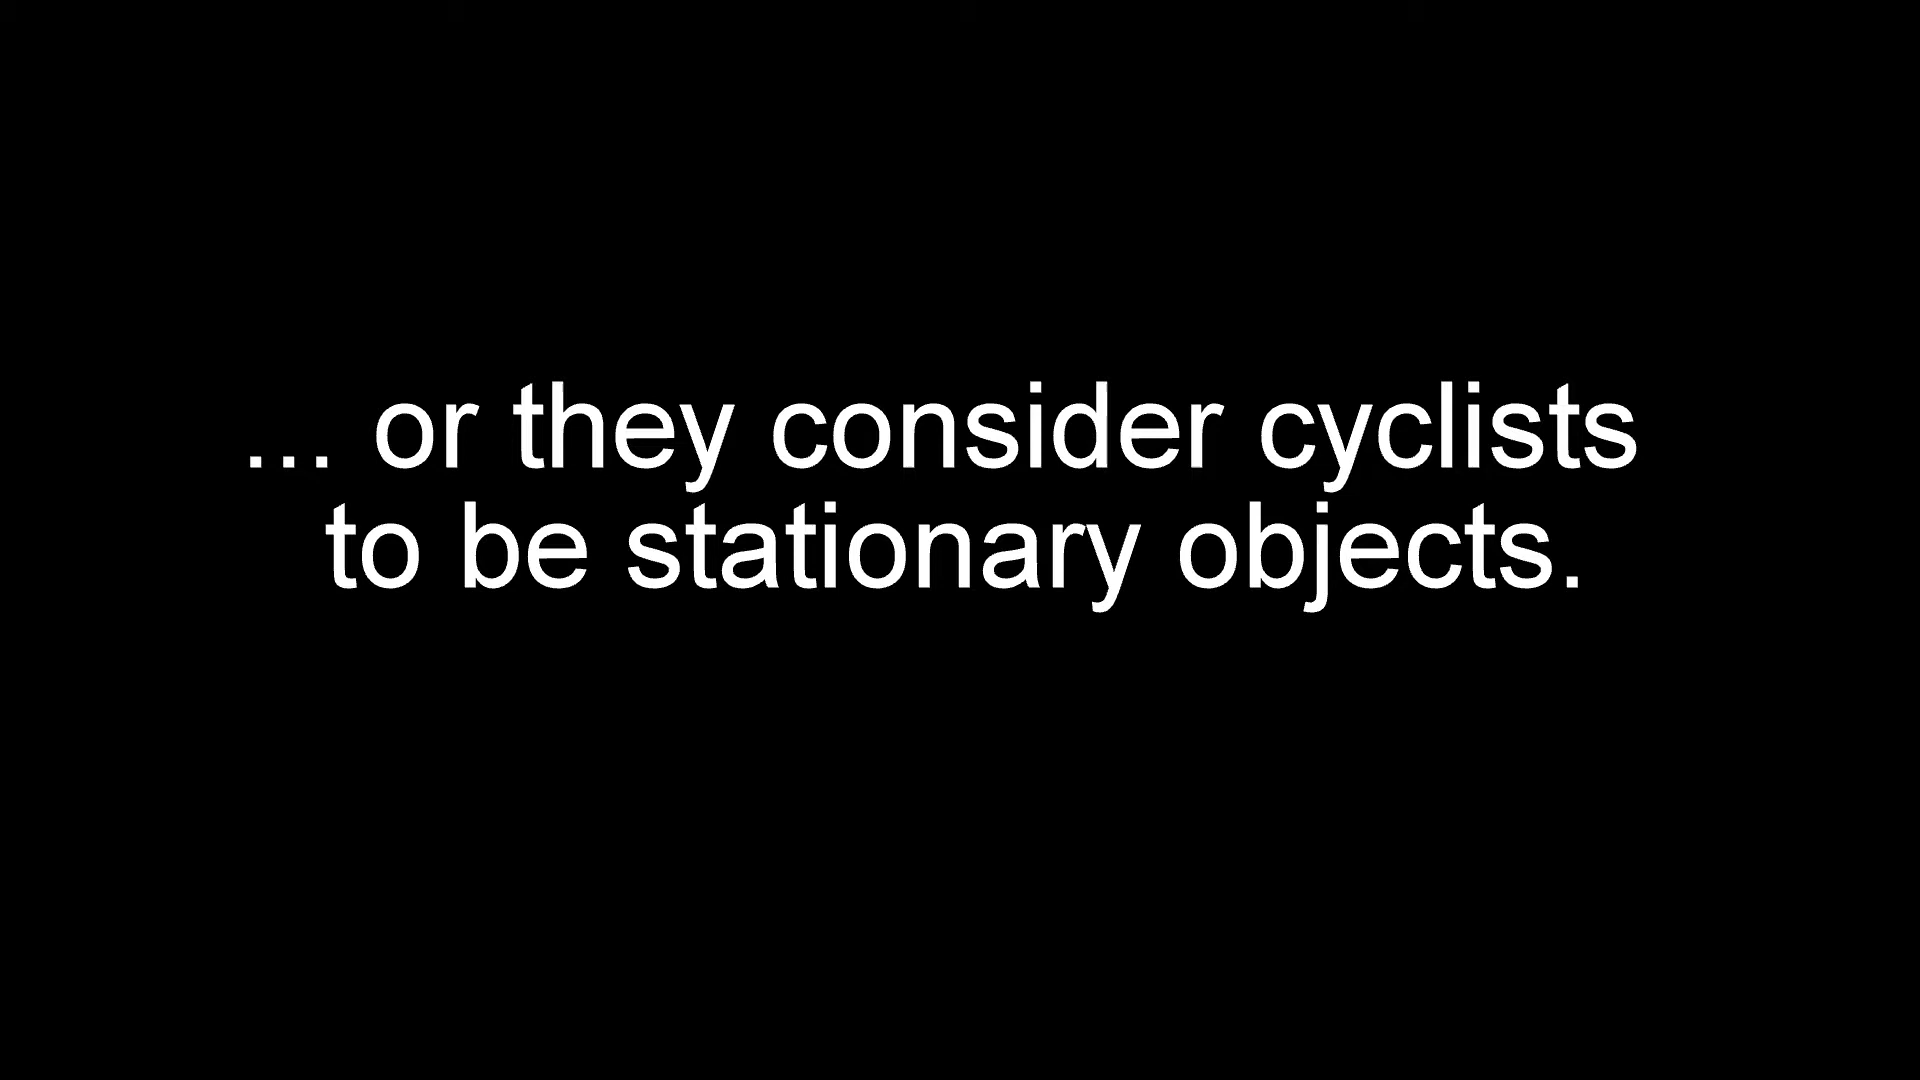 ... or they consider cyclists
to be stationary objects.